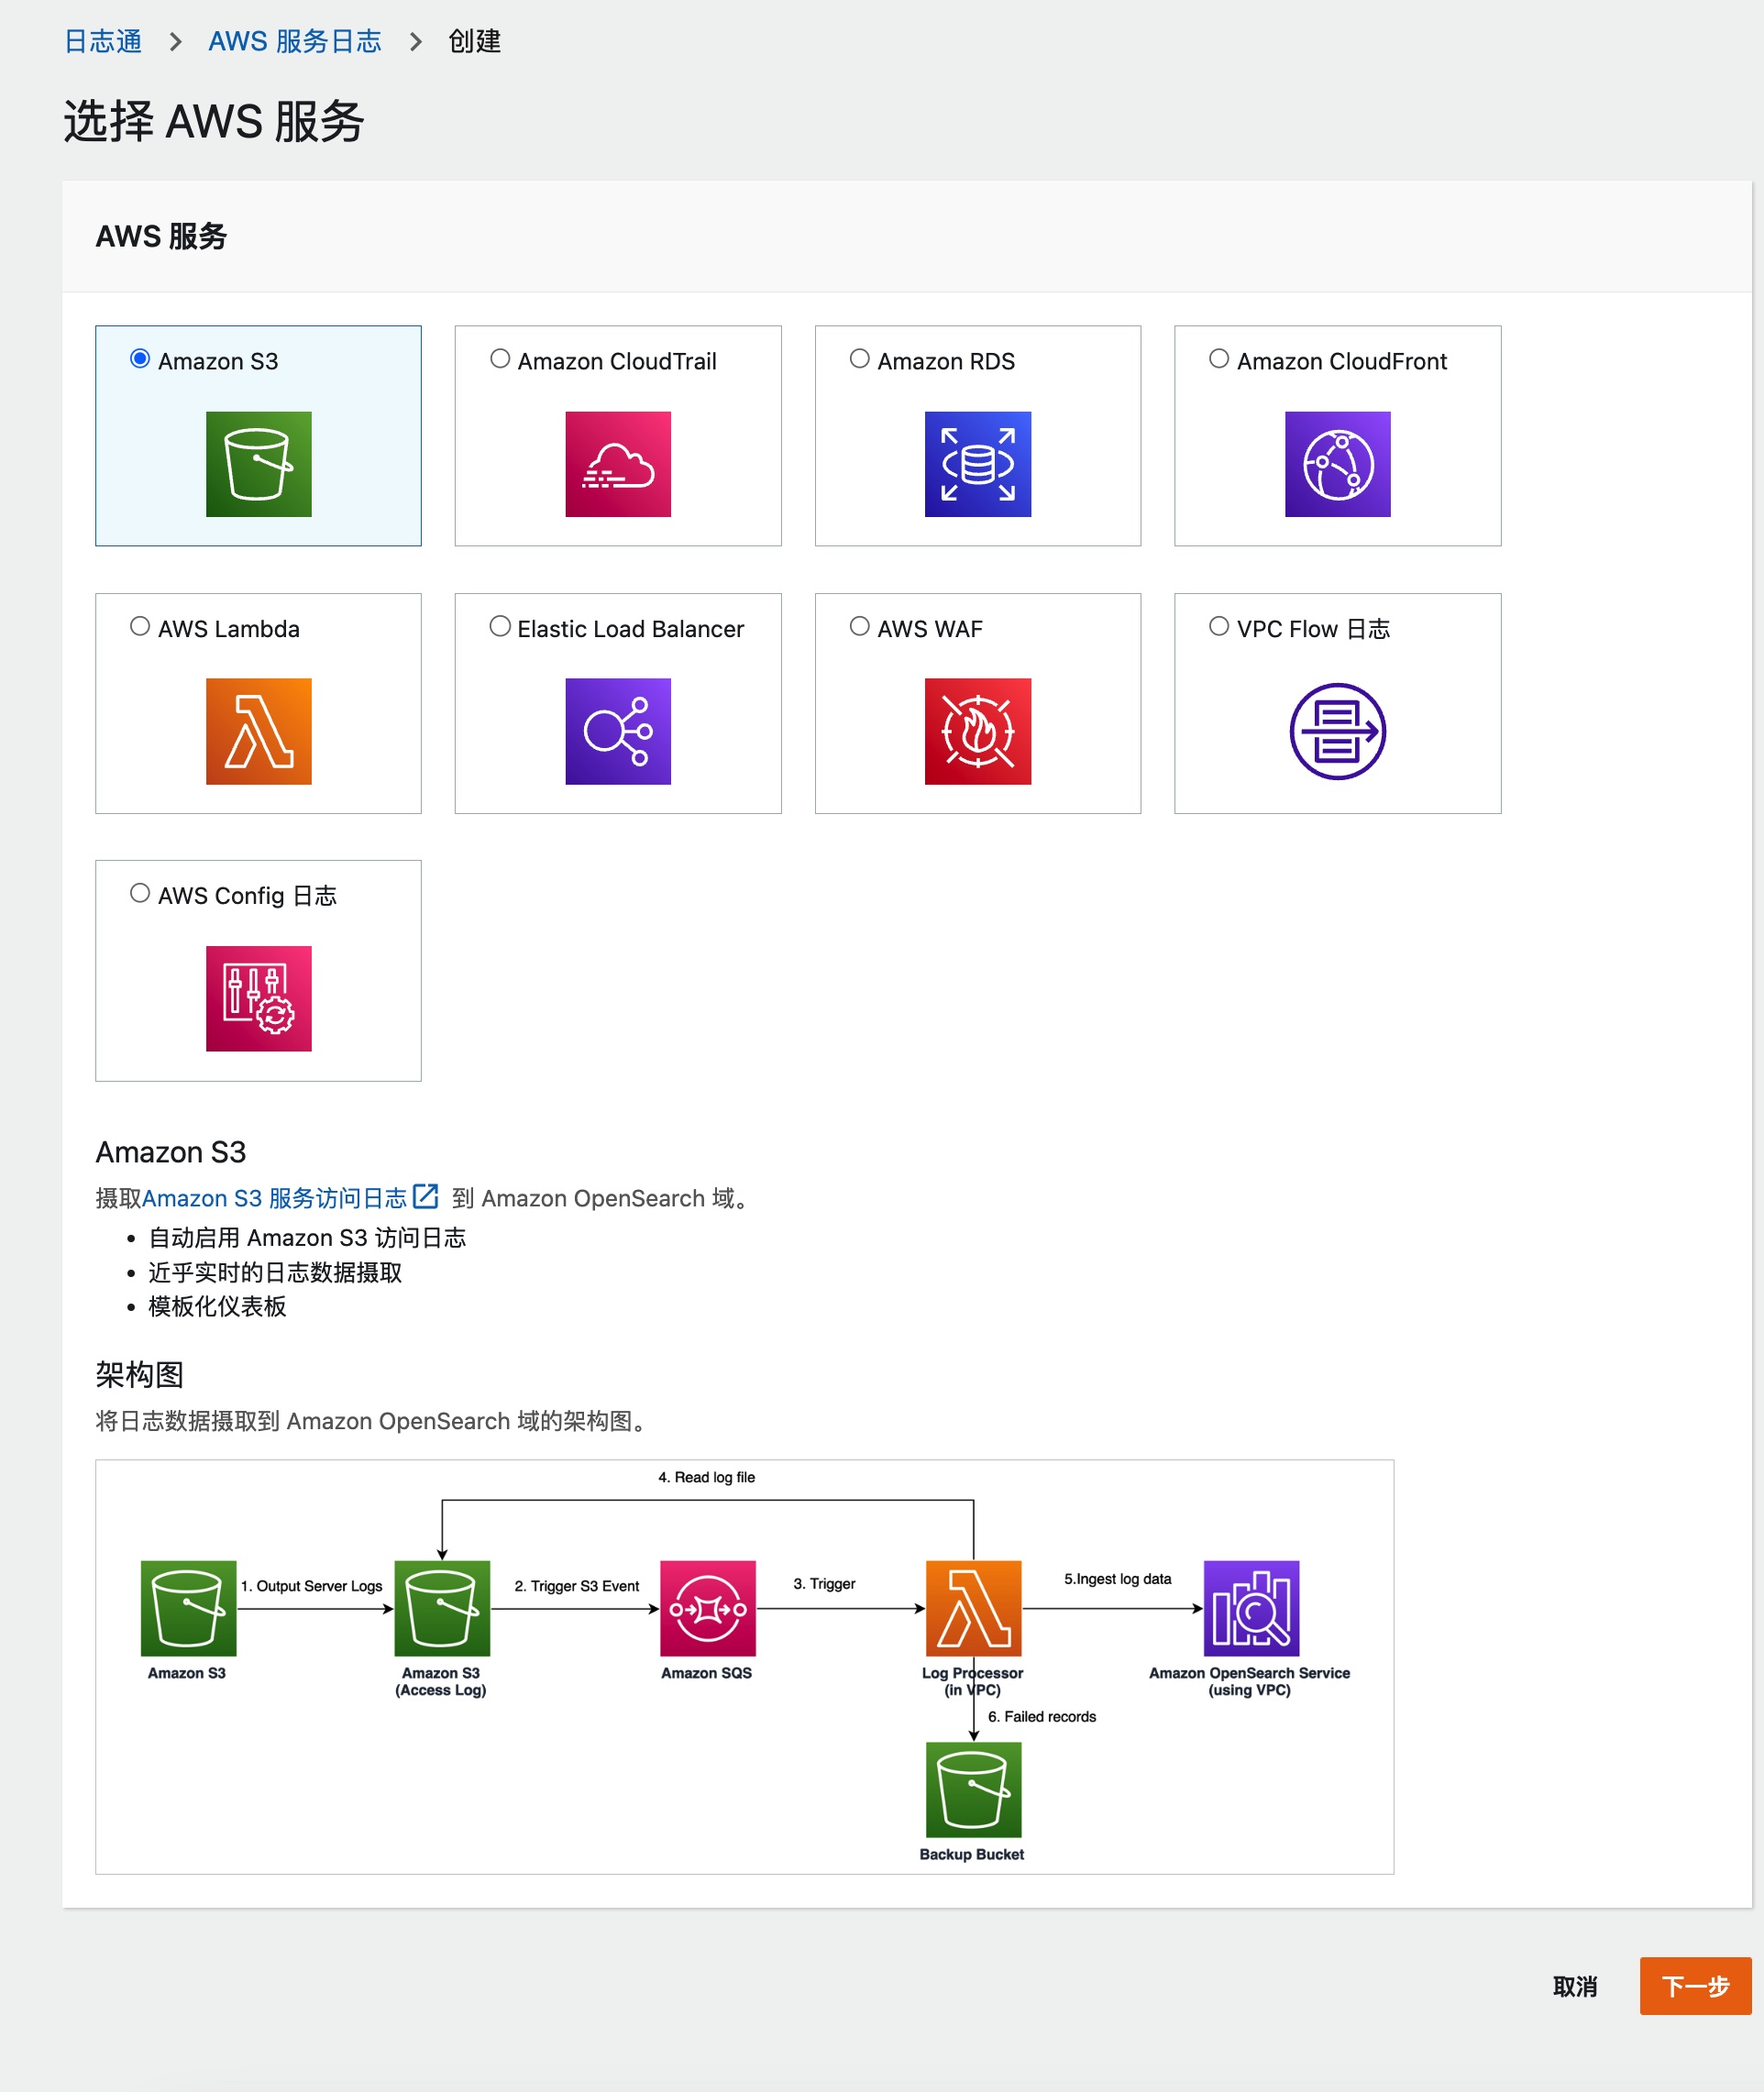 日志通 > AWS 服务日志 > 创建
选择 AWS 服务
AWS 服务
Amazon S3
Amazon CloudTrail
Amazon RDS
Amazon CloudFront
AWS Lambda
Elastic Load Balancer
AWS WAF
VPC Flow 日志
AWS Config 日志
Amazon S3
摄取Amazon S3 服务访问日志 到 Amazon OpenSearch 域。
• 自动启用 Amazon S3 访问日志
• 近乎实时的日志数据摄取
• 模板化仪表板
架构图
将日志数据摄取到 Amazon OpenSearch 域的架构图。
4. Read log file
1. Output Server Logs
2. Trigger S3 Event
3. Trigger
5.Ingest log data
Amazon S3
Amazon S3
(Access Log)
Amazon SQS
Log Processor
(in VPC)
Amazon OpenSearch Service
(using VPC)
6. Failed records
Backup Bucket
取消
下一步